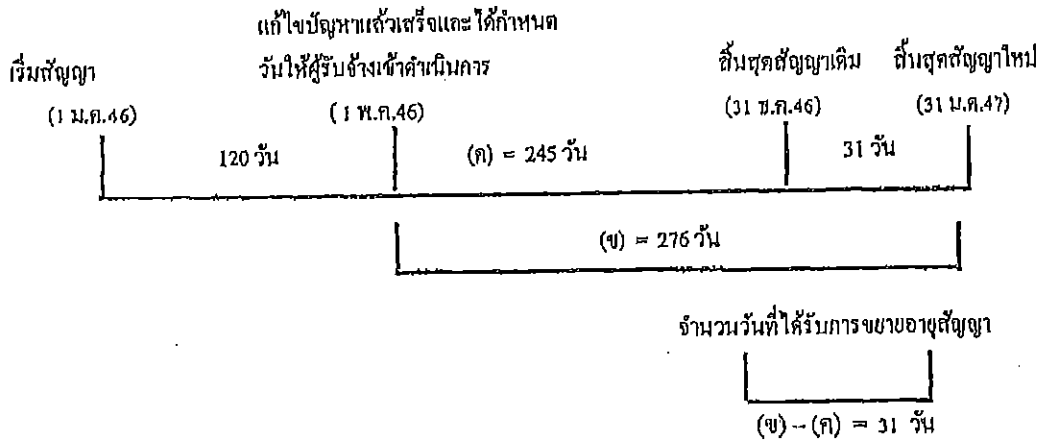 แก้ไขปัญหาแล้วเสร็จและได้กำหนด
วันให้ผู้รับจ้างเข้าดำเนินการ
เริ่มสัญญา
สิ้นสุดสัญญาเดิม
สิ้นสุดสัญญาใหม่
(1 ม.ค.46)
(1 พ.ค.46)
(31 ธ.ค.46)
(31 ม.ค.47)
120 วัน
(ค) = 245 วัน
31 วัน
(ข) = 276 วัน
จำนวนวันที่ได้รับการขยายอายุสัญญา
(ข) – (ค) = 31 วัน